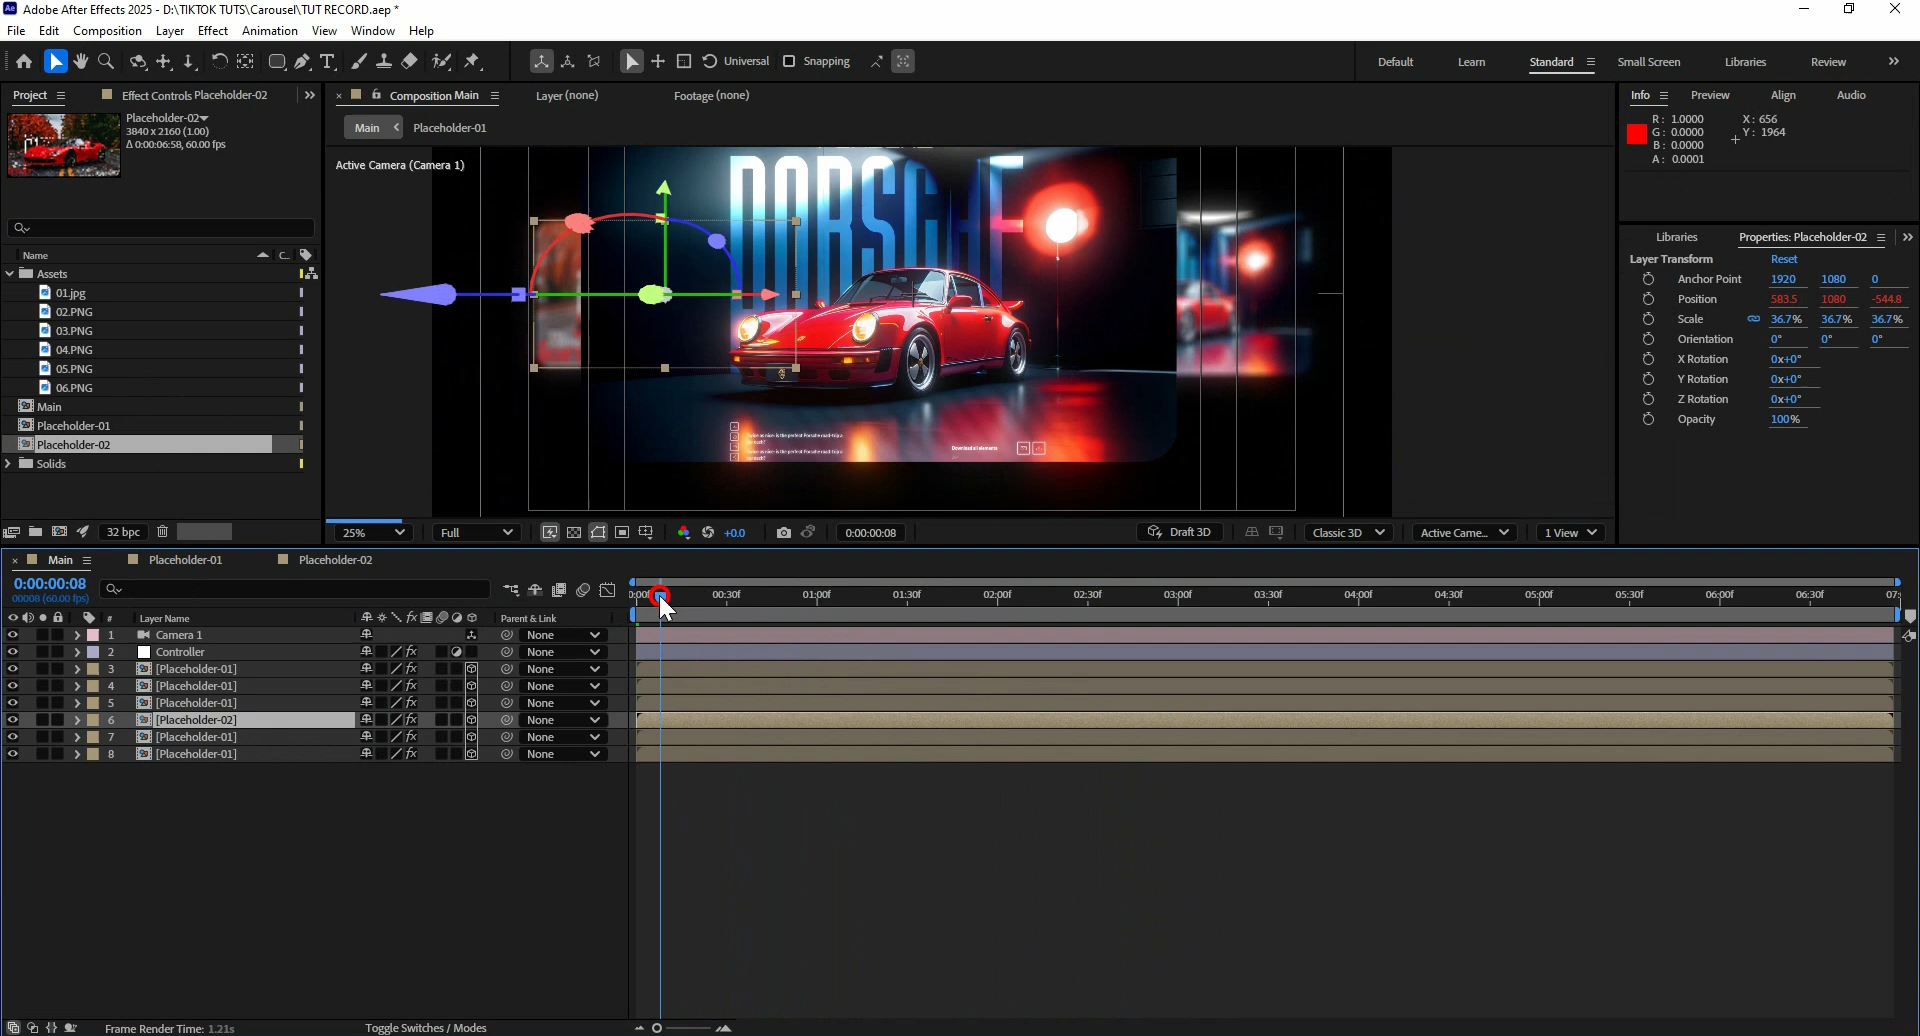 Adobe After Effects 2025 - D:\TIKTOK TUTS\Carousel\TUT RECORD.aep *
File Edit Composition Layer Effect Animation View Window Help
Universal Snapping Default Learn Standard Small Screen Libraries Review
Project Effect Controls Placeholder-02
Composition Main Layer (none) Footage (none)
Info Preview Align Audio
Placeholder-02
3840 x 2160 (1.00)
Δ 0:00:06:58, 60.00 fps
Main Placeholder-01
R: 1.0000 X: 656
G: 0.0000 Y: 1964
B: 0.0000
A: 0.0001
Active Camera (Camera 1)
Name C...
Assets
01.jpg
02.PNG
03.PNG
04.PNG
05.PNG
06.PNG
Main
Placeholder-01
Placeholder-02
Solids
32 bpc
Download all elements
Libraries Properties: Placeholder-02
Layer Transform Reset
Anchor Point 1920 1080 0
Position 583.5 1080 -544.8
Scale 36.7% 36.7% 36.7%
Orientation 0° 0° 0°
X Rotation 0x+0°
Y Rotation 0x+0°
Z Rotation 0x+0°
Opacity 100%
25% Full +0.0 0:00:00:08 Draft 3D Classic 3D Active Came... 1 View
Main Placeholder-01 Placeholder-02
0:00:00:08
00008 (60.00 fps)
00:30f 01:00f 01:30f 02:00f 02:30f 03:00f 03:30f 04:00f 04:30f 05:00f 05:30f 06:00f 06:30f
# Layer Name fx Parent & Link
1 Camera 1 None
2 Controller fx None
3 [Placeholder-01] fx None
4 [Placeholder-01] fx None
5 [Placeholder-01] fx None
6 [Placeholder-02] fx None
7 [Placeholder-01] fx None
8 [Placeholder-01] fx None
Frame Render Time: 1.21s Toggle Switches / Modes